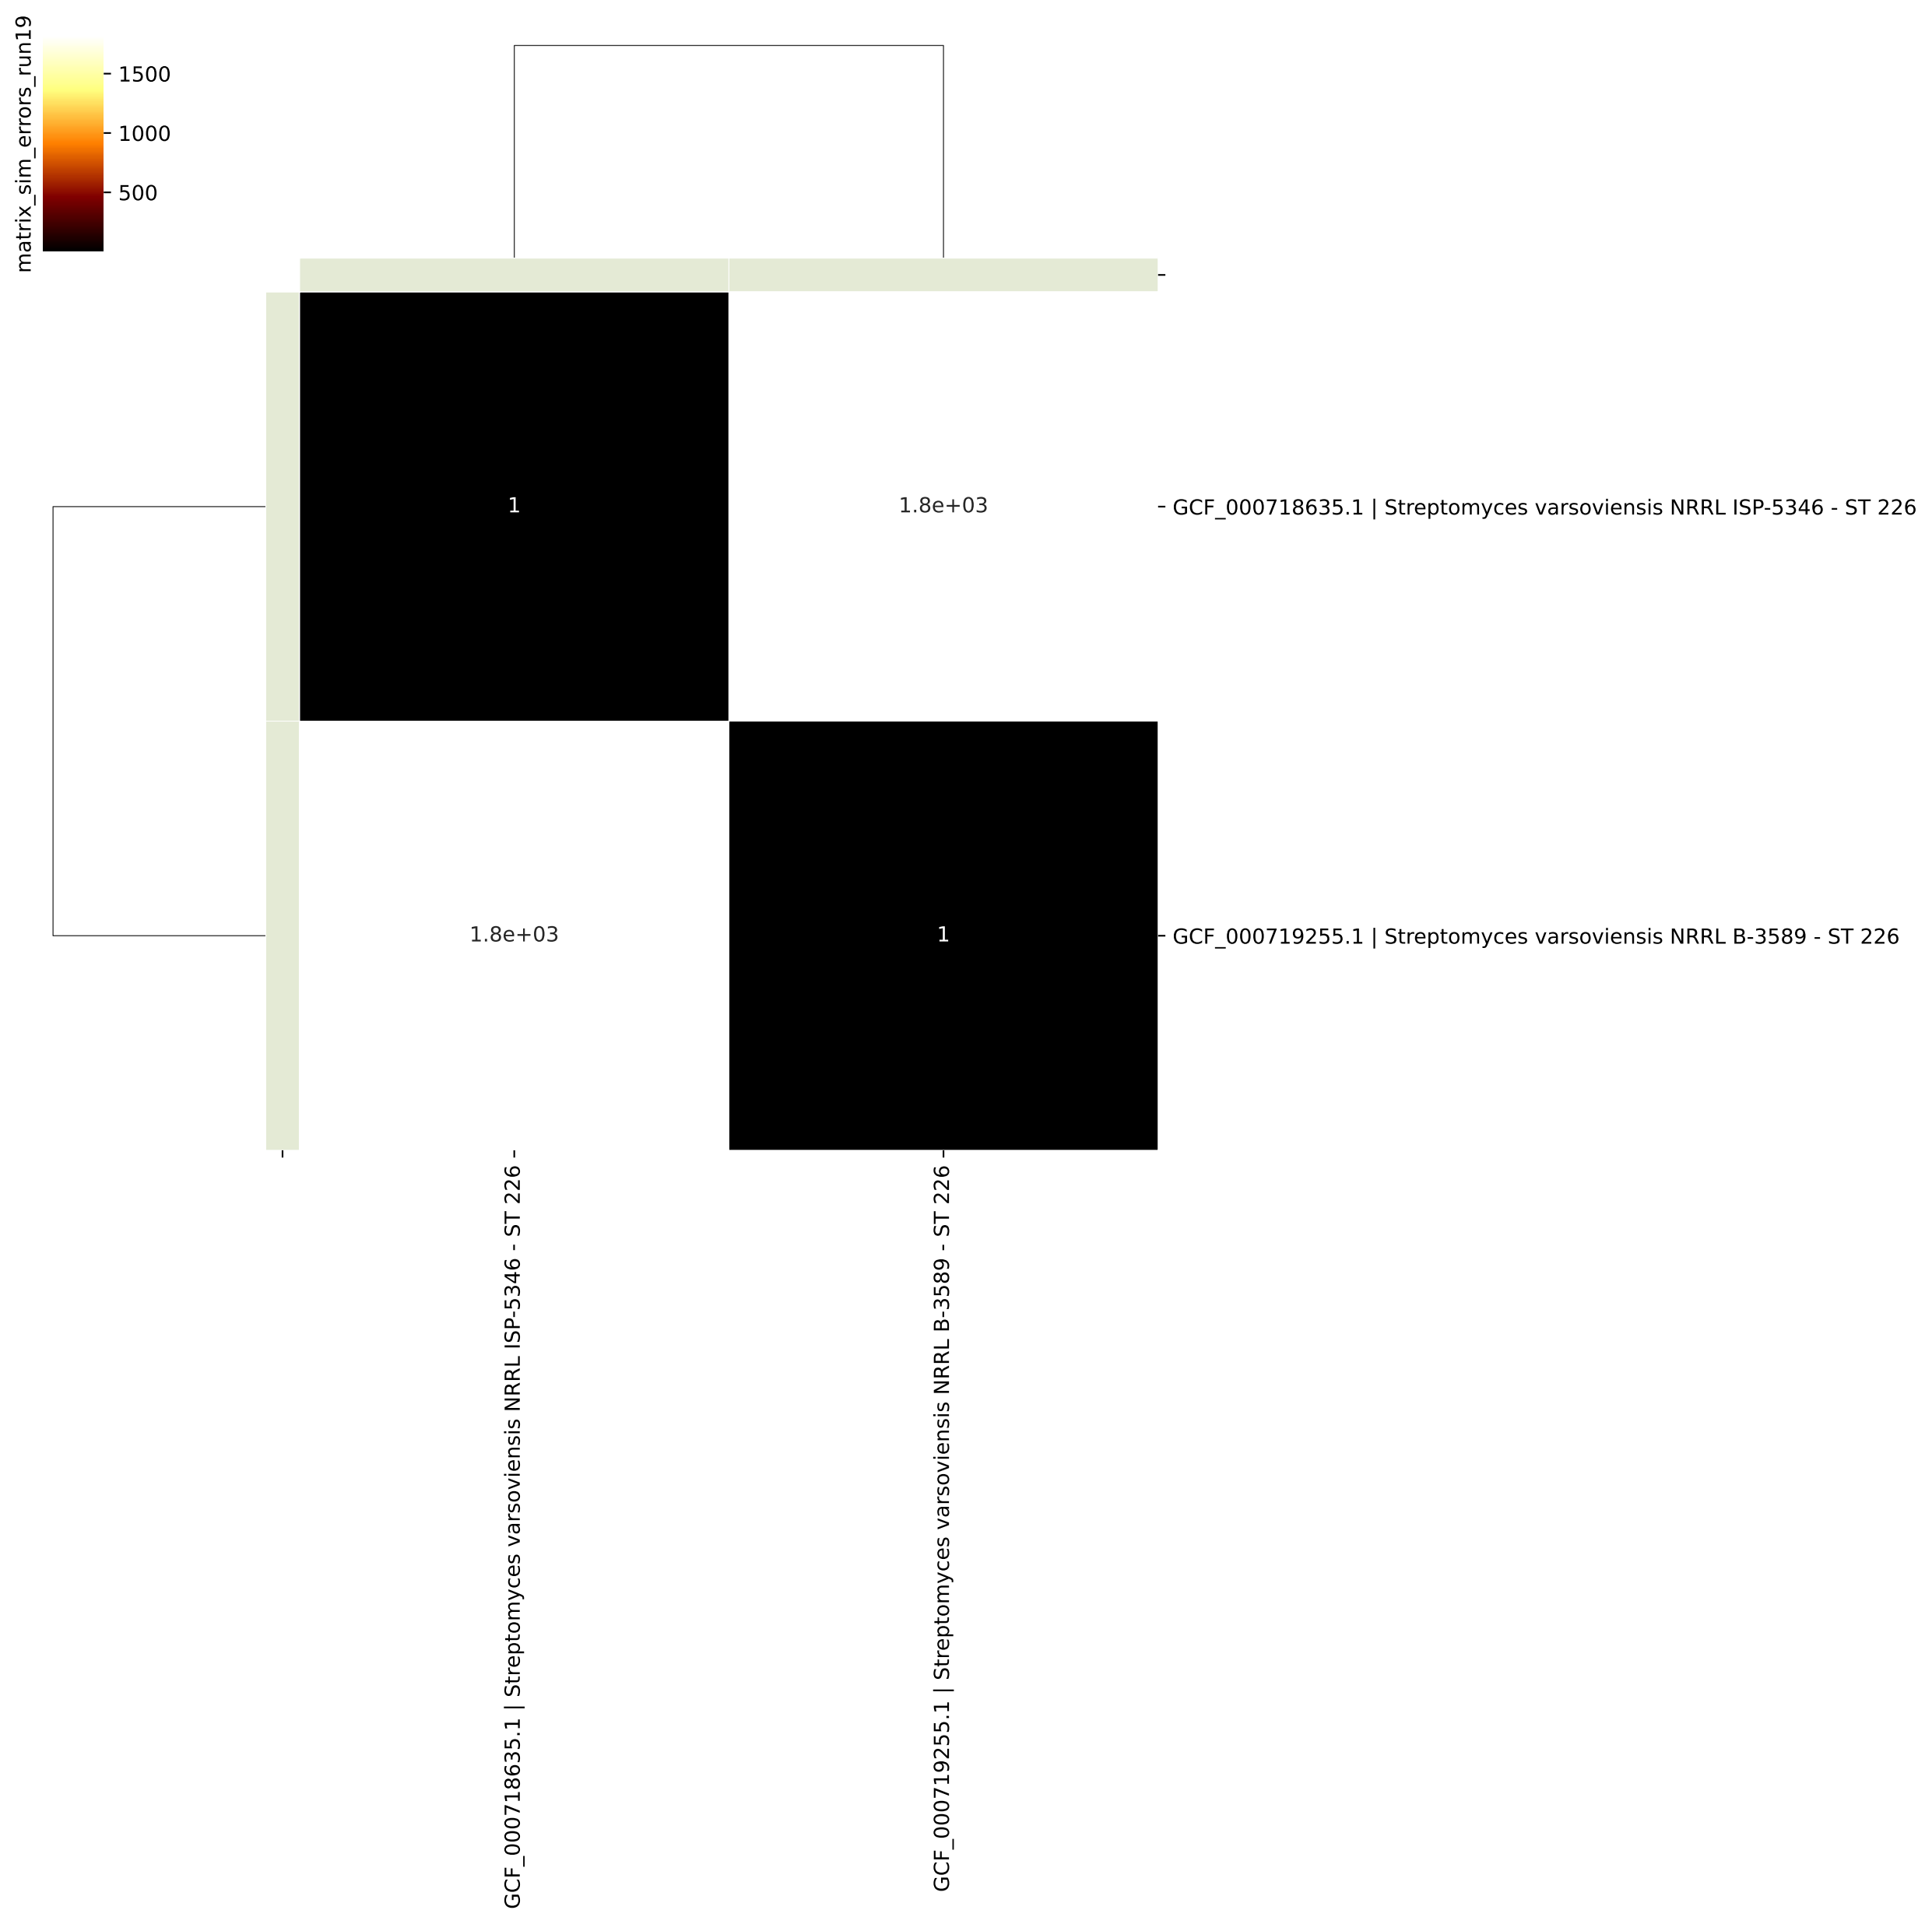 matrix_sim_errors_run19
1500
1000
500
1
1.8e+03
GCF_000718635.1 | Streptomyces varsoviensis NRRL ISP-5346 - ST 226
1.8e+03
1
GCF_000719255.1 | Streptomyces varsoviensis NRRL B-3589 - ST 226
GCF_000718635.1 | Streptomyces varsoviensis NRRL ISP-5346 - ST 226
GCF_000719255.1 | Streptomyces varsoviensis NRRL B-3589 - ST 226